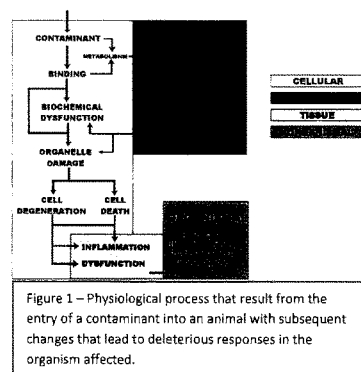 CONTAMINANT
METABOLISM
BINDING
BIOCHEMICAL
DYSFUNCTION
ORGANELLE
DAMAGE
CELL
DEGENERATION
CELL
DEATH
INFLAMMATION
DYSFUNCTION
CELLULAR
TISSUE
Figure 1 – Physiological process that result from the
entry of a contaminant into an animal with subsequent
changes that lead to deleterious responses in the
organism affected.